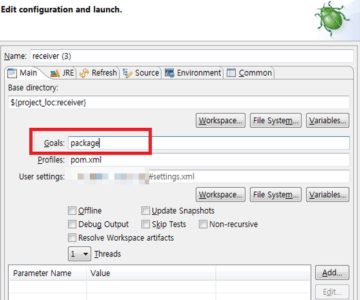 Edit configuration and launch.
Name: receiver (3)
Main JRE Refresh Source Environment Common
Base directory:
${project_loc:receiver}
Workspace... File System... Variables...
Goals: package
Profiles: pom.xml
User settings: #settings.xml
Workspace... File System... Variables...
Offline Update Snapshots
Debug Output Skip Tests Non-recursive
Resolve Workspace artifacts
1 Threads
Parameter Name Value Add...
Edit...